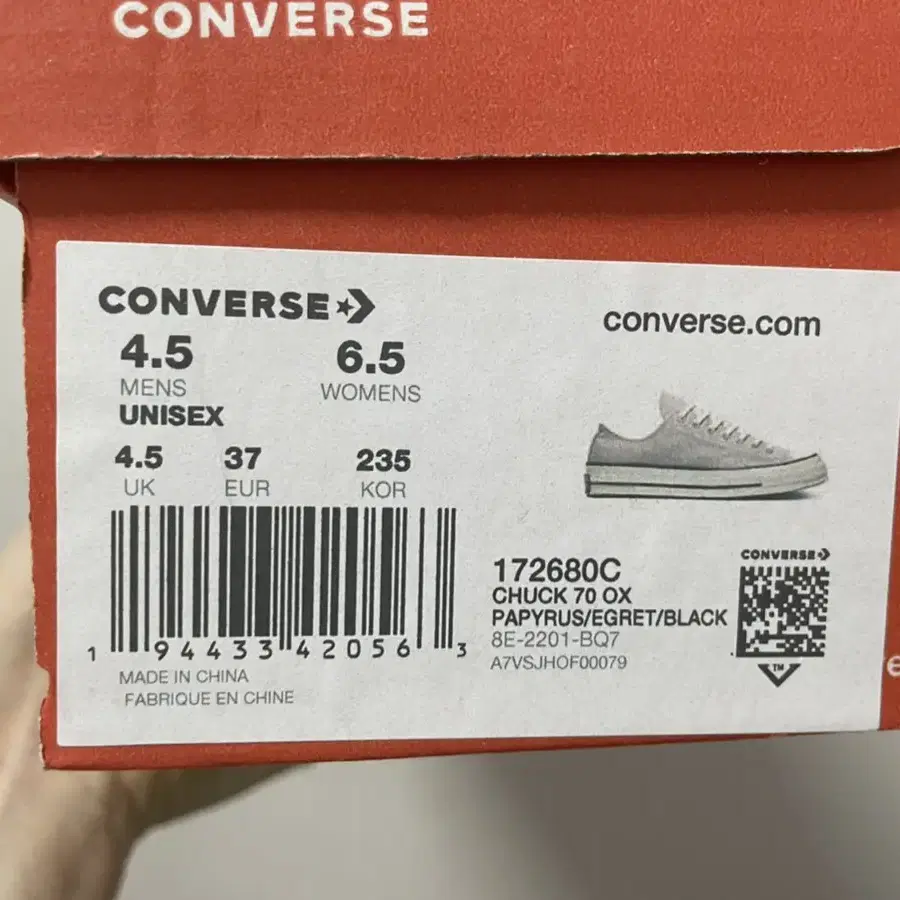 CONVERSE
CONVERSE
converse.com
4.5 6.5
MENS WOMENS
UNISEX
4.5 37 235
UK EUR KOR
1 94433 42056 3
MADE IN CHINA
FABRIQUE EN CHINE
172680C
CHUCK 70 OX
PAPYRUS/EGRET/BLACK
8E-2201-BQ7
A7VSJHOF00079
CONVERSE
TM